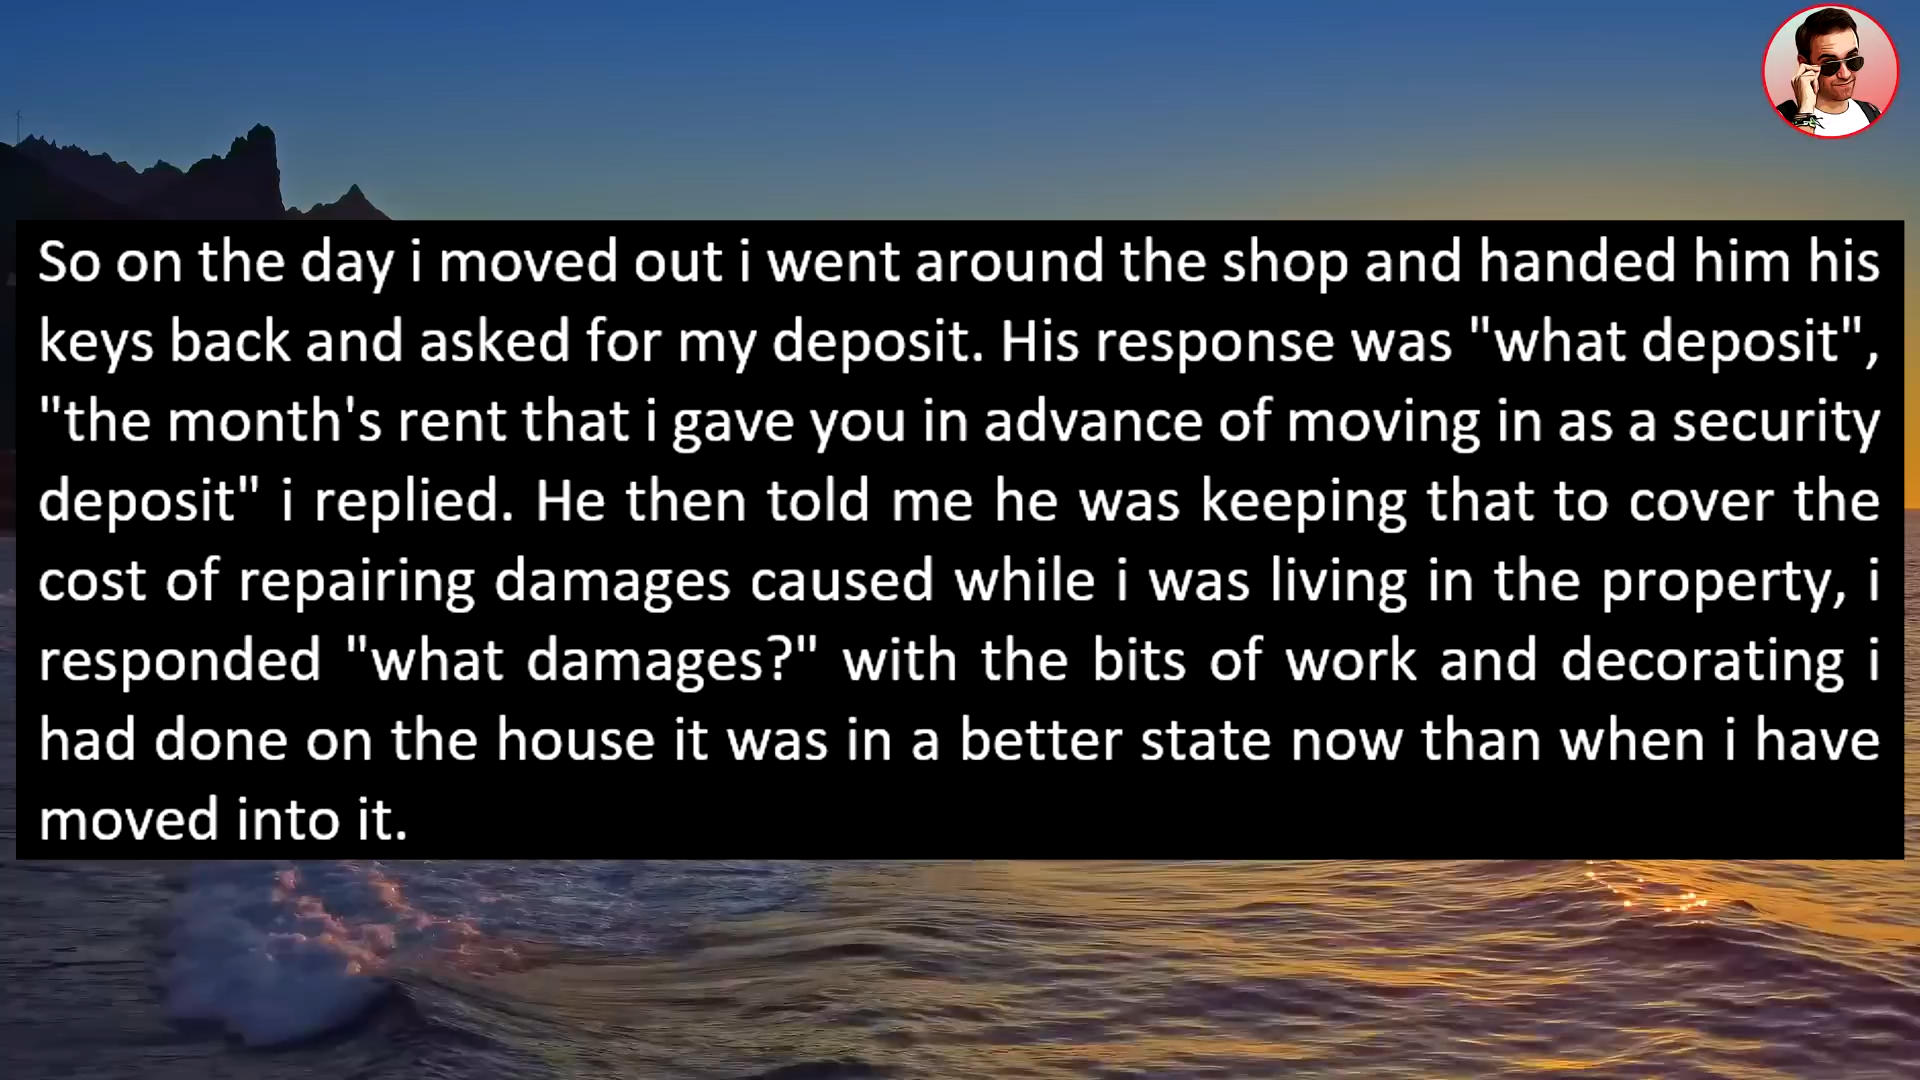 So on the day i moved out i went around the shop and handed him his
keys back and asked for my deposit. His response was "what deposit",
"the month's rent that i gave you in advance of moving in as a security
deposit" i replied. He then told me he was keeping that to cover the
cost of repairing damages caused while i was living in the property, i
responded "what damages?" with the bits of work and decorating i
had done on the house it was in a better state now than when i have
moved into it.